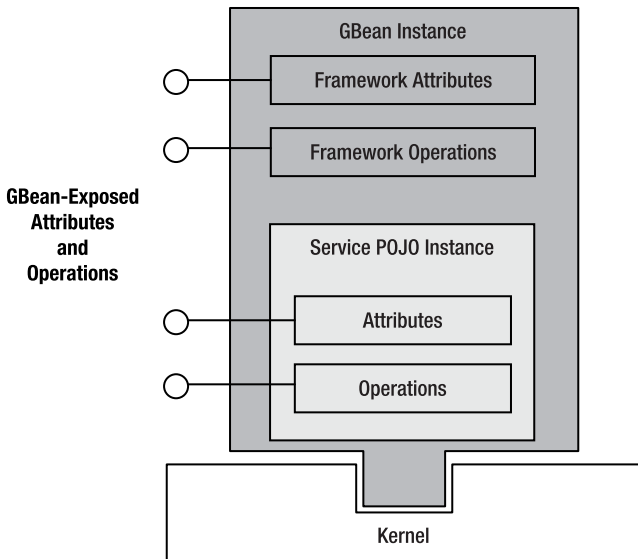 GBean Instance
Framework Attributes
Framework Operations
GBean-Exposed
Attributes
and
Operations
Service POJO Instance
Attributes
Operations
Kernel